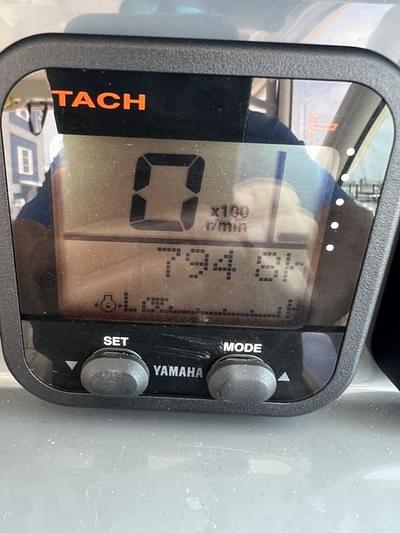 TACH
0
x100
r/min
794.8h
SET
MODE
YAMAHA